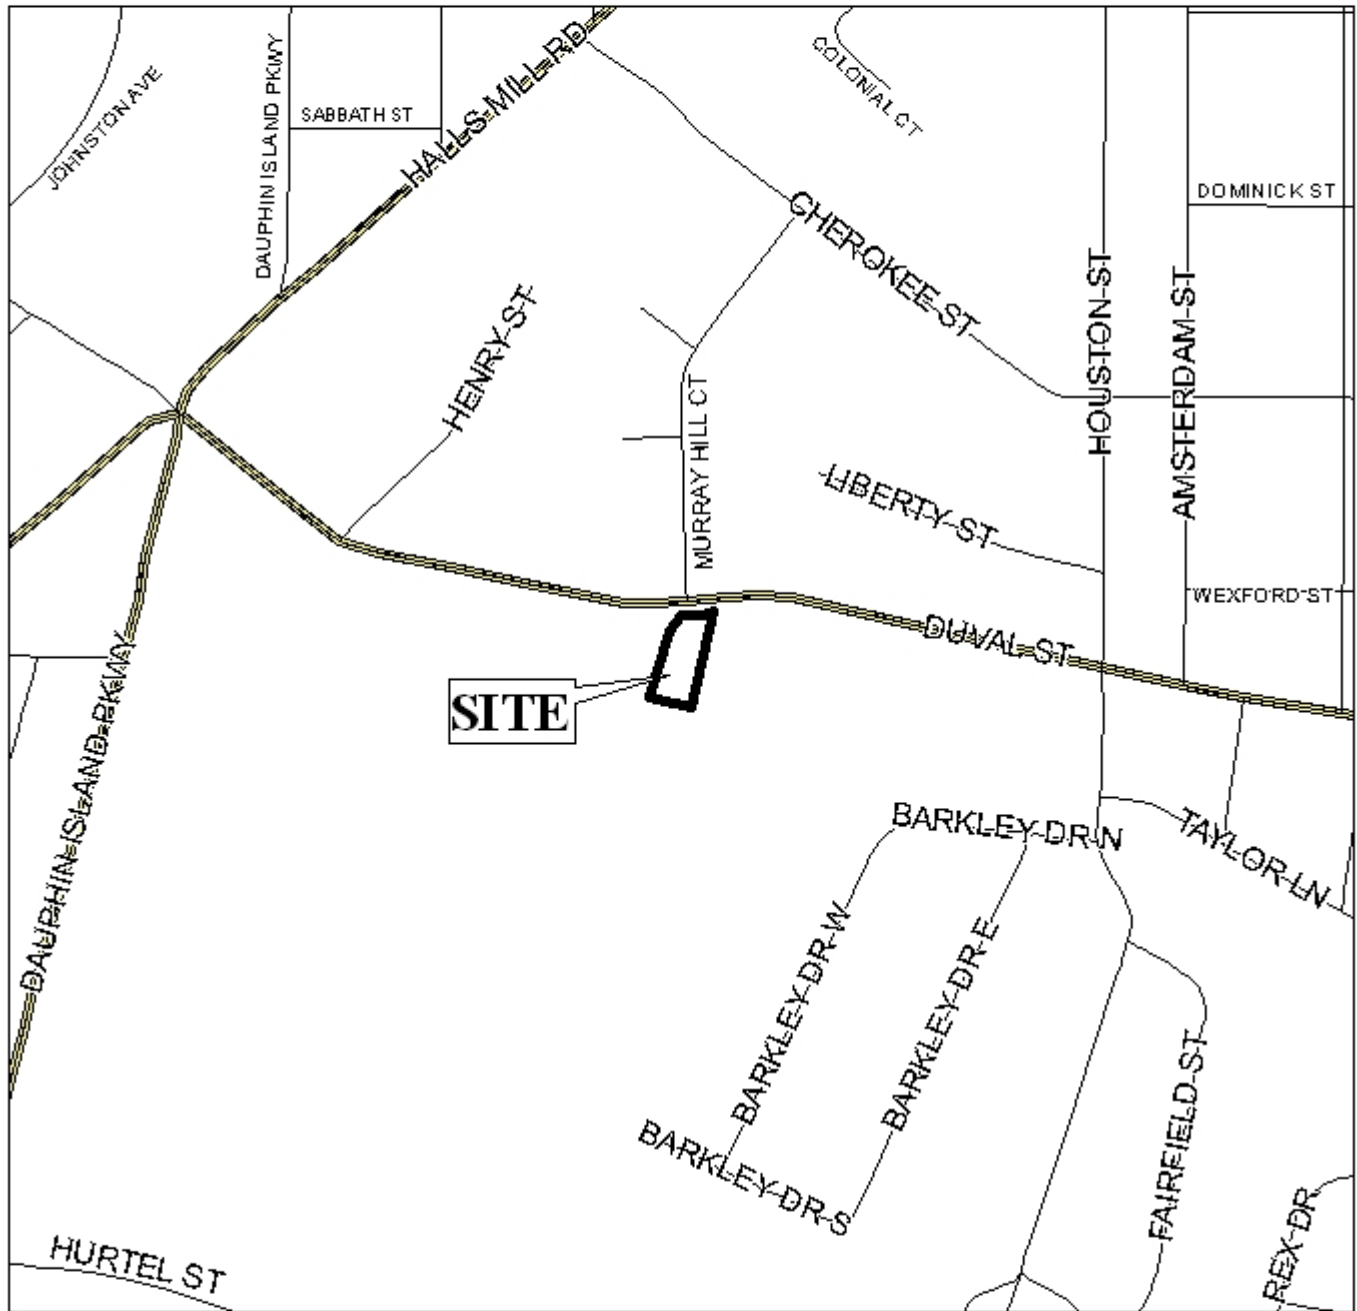 JOHNSTON AVE
DAUPHIN ISLAND PKWY
SABBATH ST
HALLS MILL RD
COLONIAL CT
DOMINICK ST
CHEROKEE ST
HOUSTON ST
AMSTERDAM ST
HENRY ST
MURRAY HILL CT
LIBERTY ST
WEXFORD ST
DUVAL ST
DAUPHIN ISLAND PKWY
SITE
BARKLEY DR N
TAYLOR LN
BARKLEY DR W
BARKLEY DR E
BARKLEY DR S
FAIRFIELD ST
REX DR
HURTEL ST